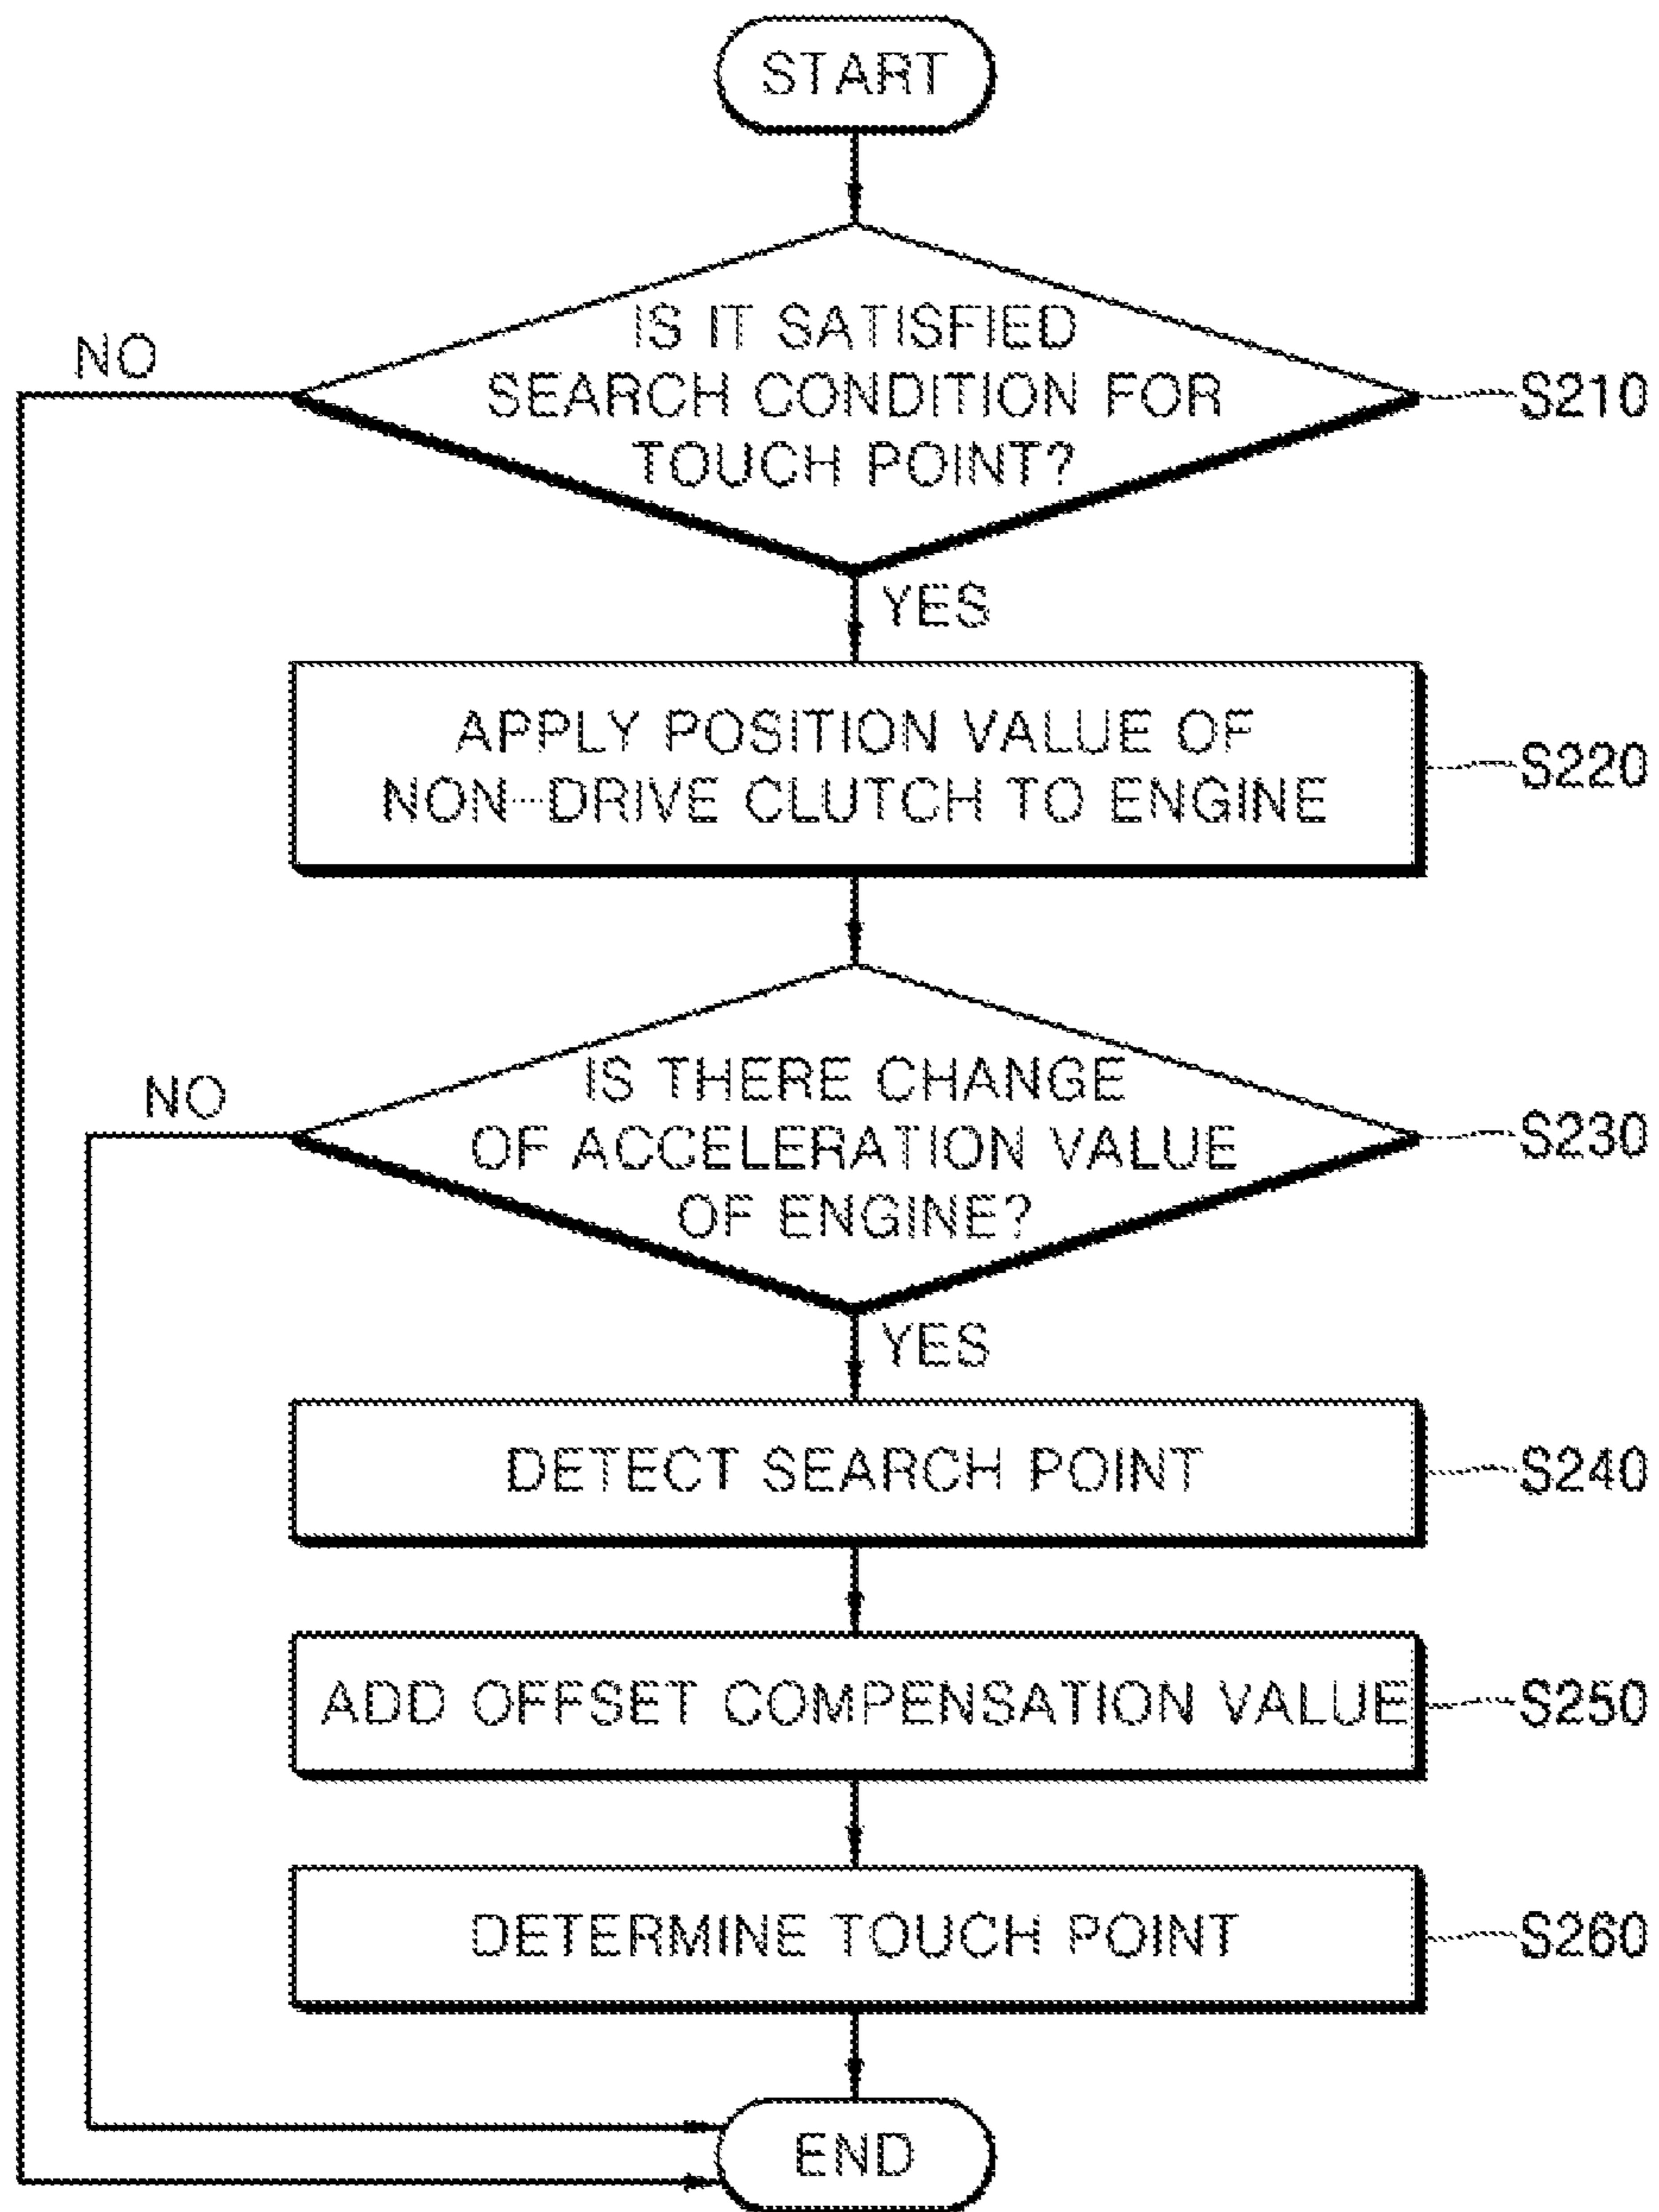 START
IS IT SATISFIED
SEARCH CONDITION FOR
TOUCH POINT?
NO
S210
YES
APPLY POSITION VALUE OF
NON-DRIVE CLUTCH TO ENGINE
S220
IS THERE CHANGE
OF ACCELERATION VALUE
OF ENGINE?
NO
S230
YES
DETECT SEARCH POINT
S240
ADD OFFSET COMPENSATION VALUE
S250
DETERMINE TOUCH POINT
S260
END